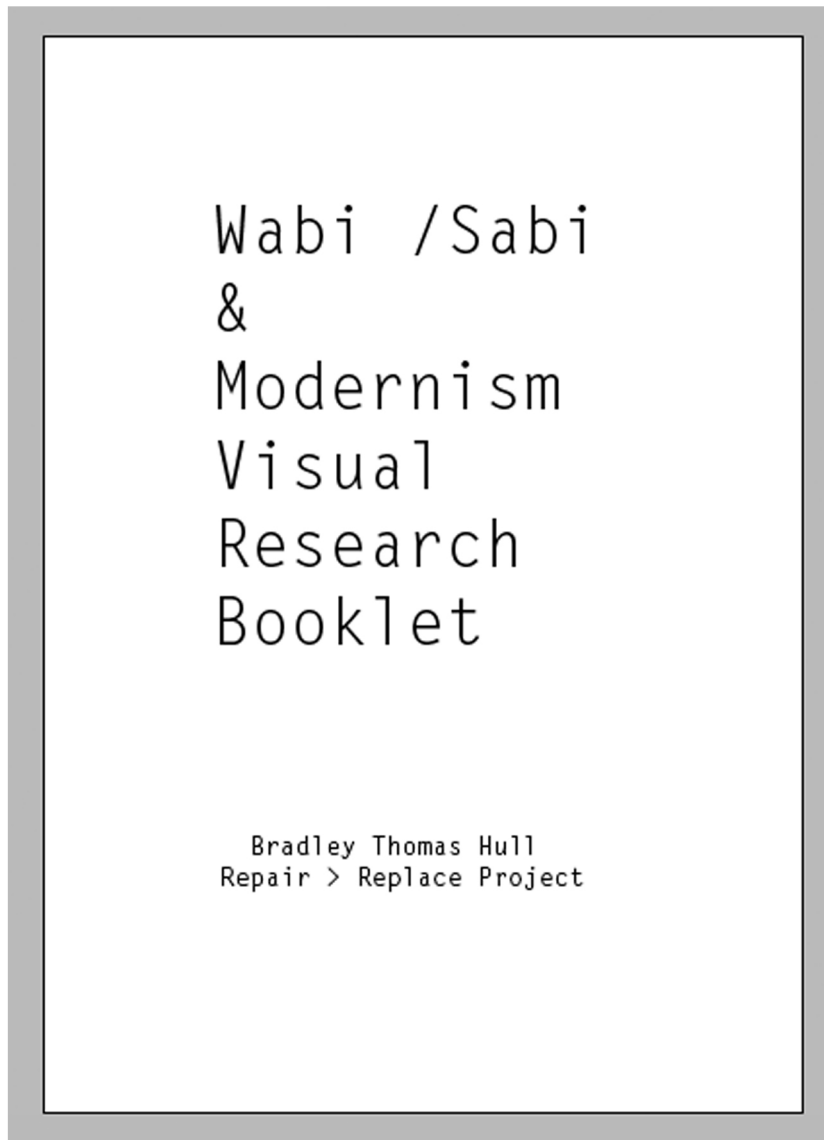 Wabi /Sabi
&
Modernism
Visual
Research
Booklet
Bradley Thomas Hull
Repair > Replace Project